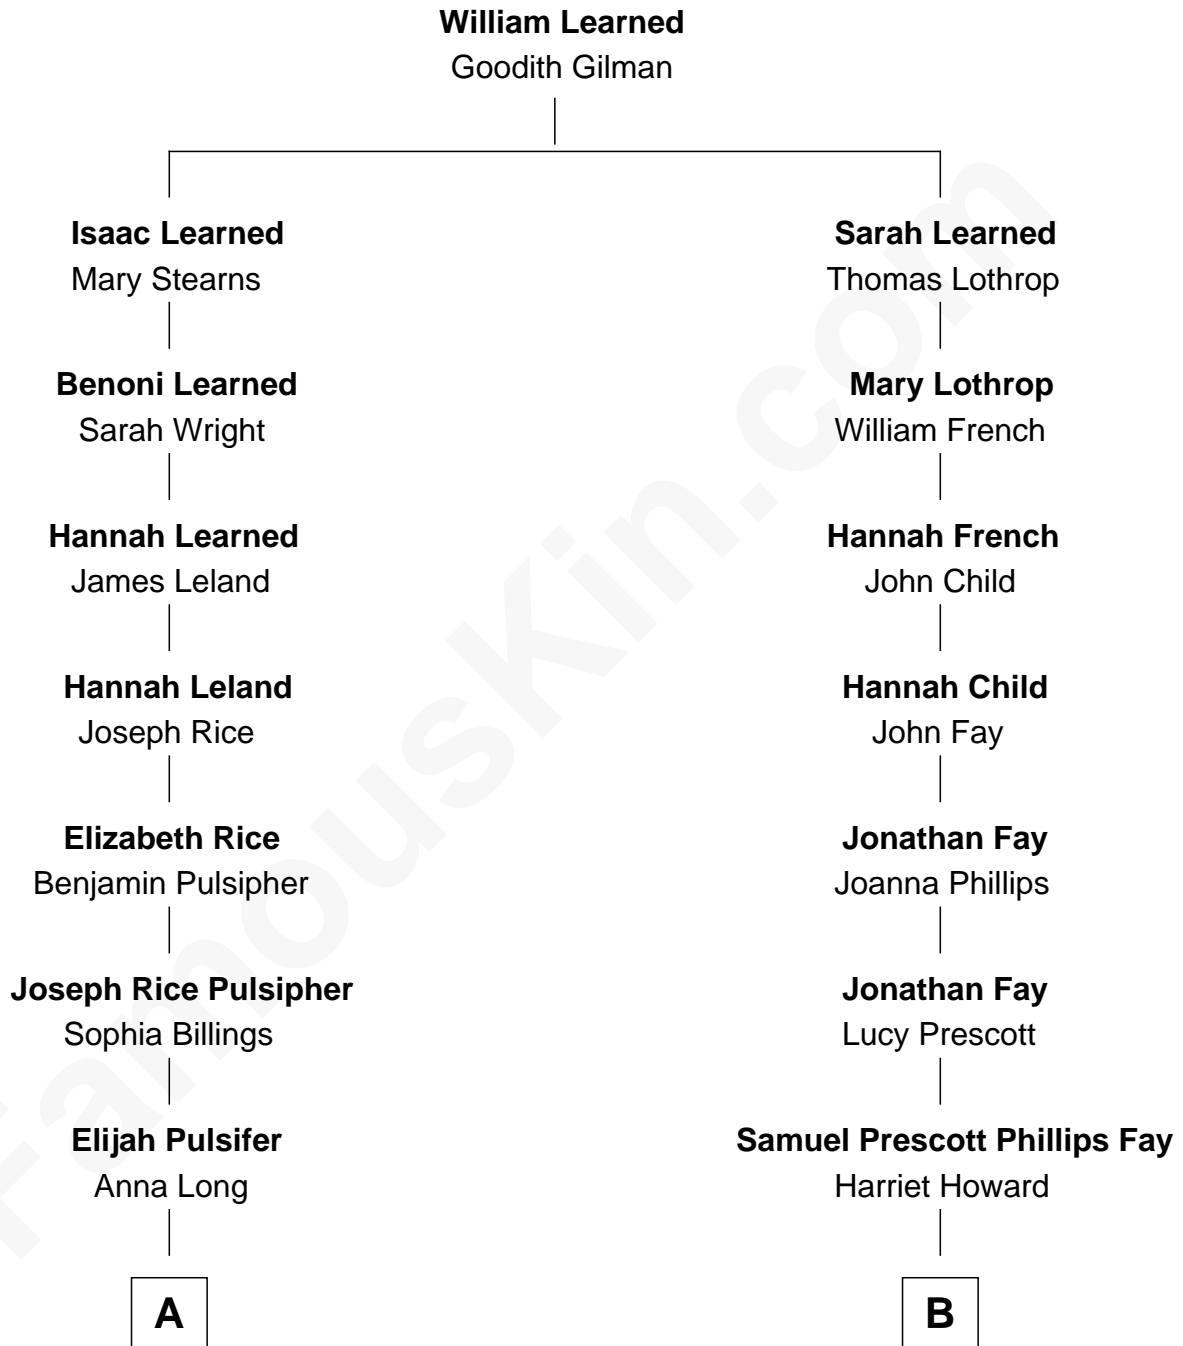 William Learned
Goodith Gilman
Isaac Learned
Mary Stearns
Sarah Learned
Thomas Lothrop
Benoni Learned
Sarah Wright
Mary Lothrop
William French
Hannah Learned
James Leland
Hannah French
John Child
Hannah Leland
Joseph Rice
Hannah Child
John Fay
Elizabeth Rice
Benjamin Pulsipher
Jonathan Fay
Joanna Phillips
Joseph Rice Pulsipher
Sophia Billings
Jonathan Fay
Lucy Prescott
Elijah Pulsifer
Anna Long
Samuel Prescott Phillips Fay
Harriet Howard
A
B
FamousKin.com